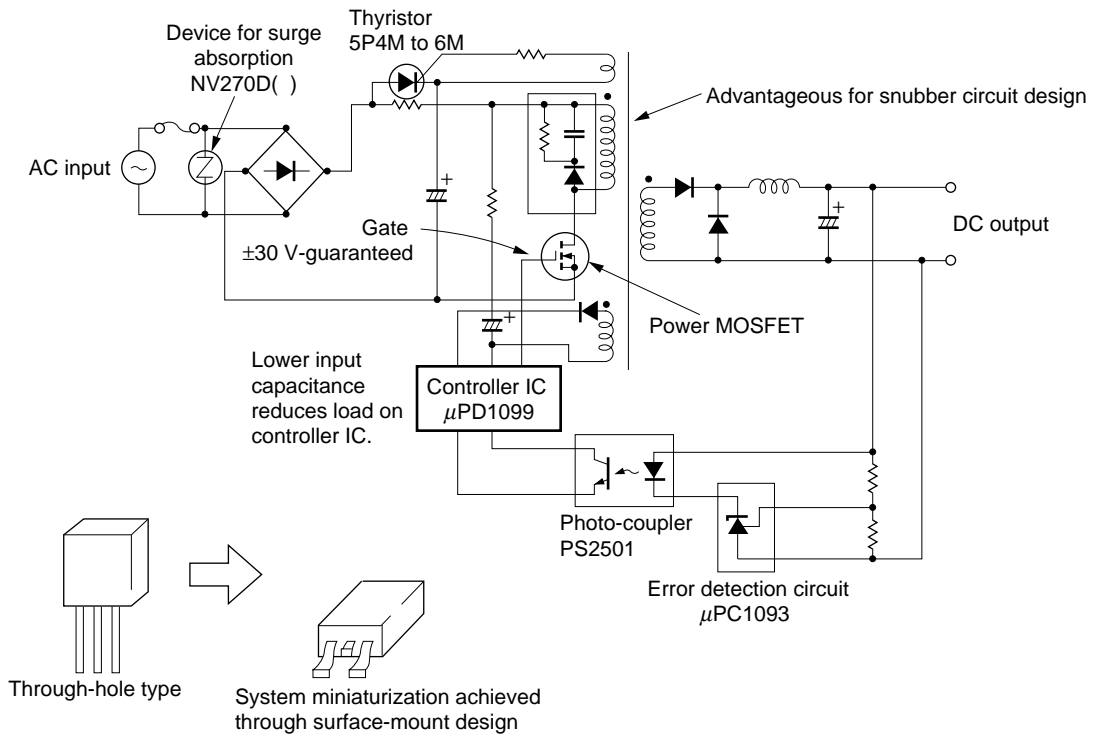 Thyristor
5P4M to 6M
Device for surge
absorption
NV270D( )
Advantageous for snubber circuit design
AC input
+
+
DC output
Gate
±30 V-guaranteed
+
Power MOSFET
Lower input
capacitance
reduces load on
controller IC.
Controller IC
μPD1099
Photo-coupler
PS2501
Error detection circuit
μPC1093
Through-hole type
System miniaturization achieved
through surface-mount design